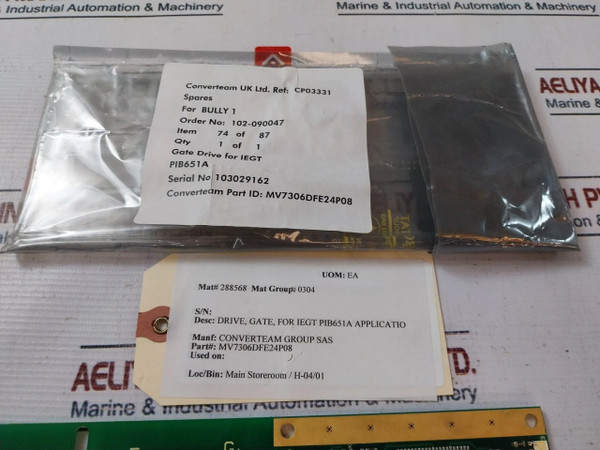 Marine & Industrial Automation & Machinery
Marine & Industrial Automation & Machinery
Converteam UK Ltd. Ref: CP03331
Spares
For BULLY 1
Order No: 102-090047
Item 74 of 87
Qty 1 of 1
Gate Drive for IEGT
PIB651A
Serial No 103029162
Converteam Part ID: MV7306DFE24P08
AELIYA
Marine &
UOM: EA
Mat# 288568 Mat Group: 0304
S/N:
Desc: DRIVE, GATE, FOR IEGT PIB651A APPLICATIO
Manf: CONVERTEAM GROUP SAS
Part#: MV7306DFE24P08
Used on:
Loc/Bin: Main Storeroom / H-04/01
LTD.
Marine & Industrial Automation & Machinery